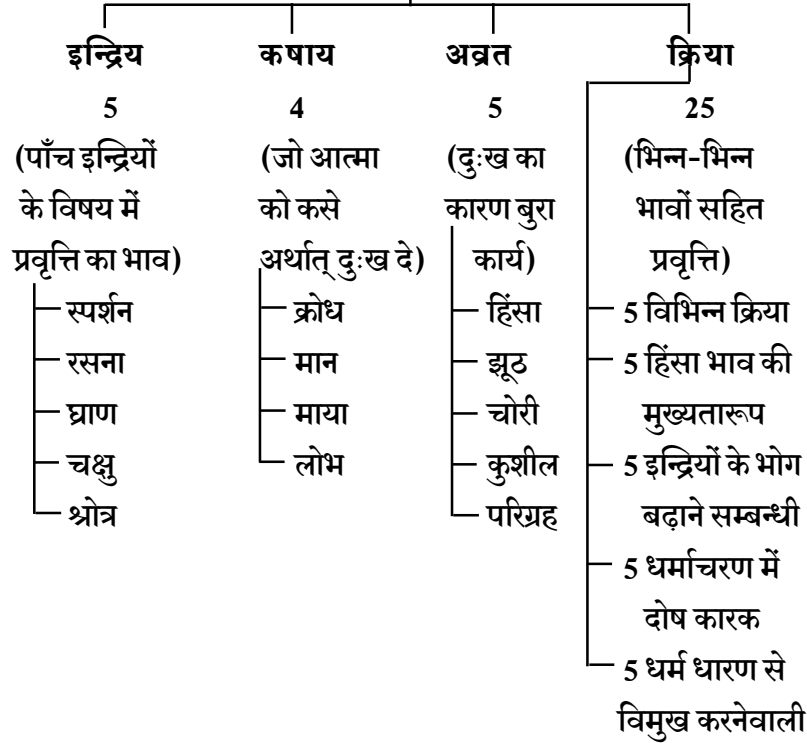 इन्द्रिय
5
(पाँच इन्द्रियों
के विषय में
प्रवृत्ति का भाव)
स्पर्शन
रसना
घ्राण
चक्षु
श्रोत्र
कषाय
4
(जो आत्मा
को कसे
अर्थात् दुःख दे)
क्रोध
मान
माया
लोभ
अव्रत
5
(दुःख का
कारण बुरा
कार्य)
हिंसा
झूठ
चोरी
कुशील
परिग्रह
क्रिया
25
(भिन्न-भिन्न
भावों सहित
प्रवृत्ति)
5 विभिन्न क्रिया
5 हिंसा भाव की
मुख्यतारूप
5 इन्द्रियों के भोग
बढ़ाने सम्बन्धी
5 धर्माचरण में
दोष कारक
5 धर्म धारण से
विमुख करनेवाली